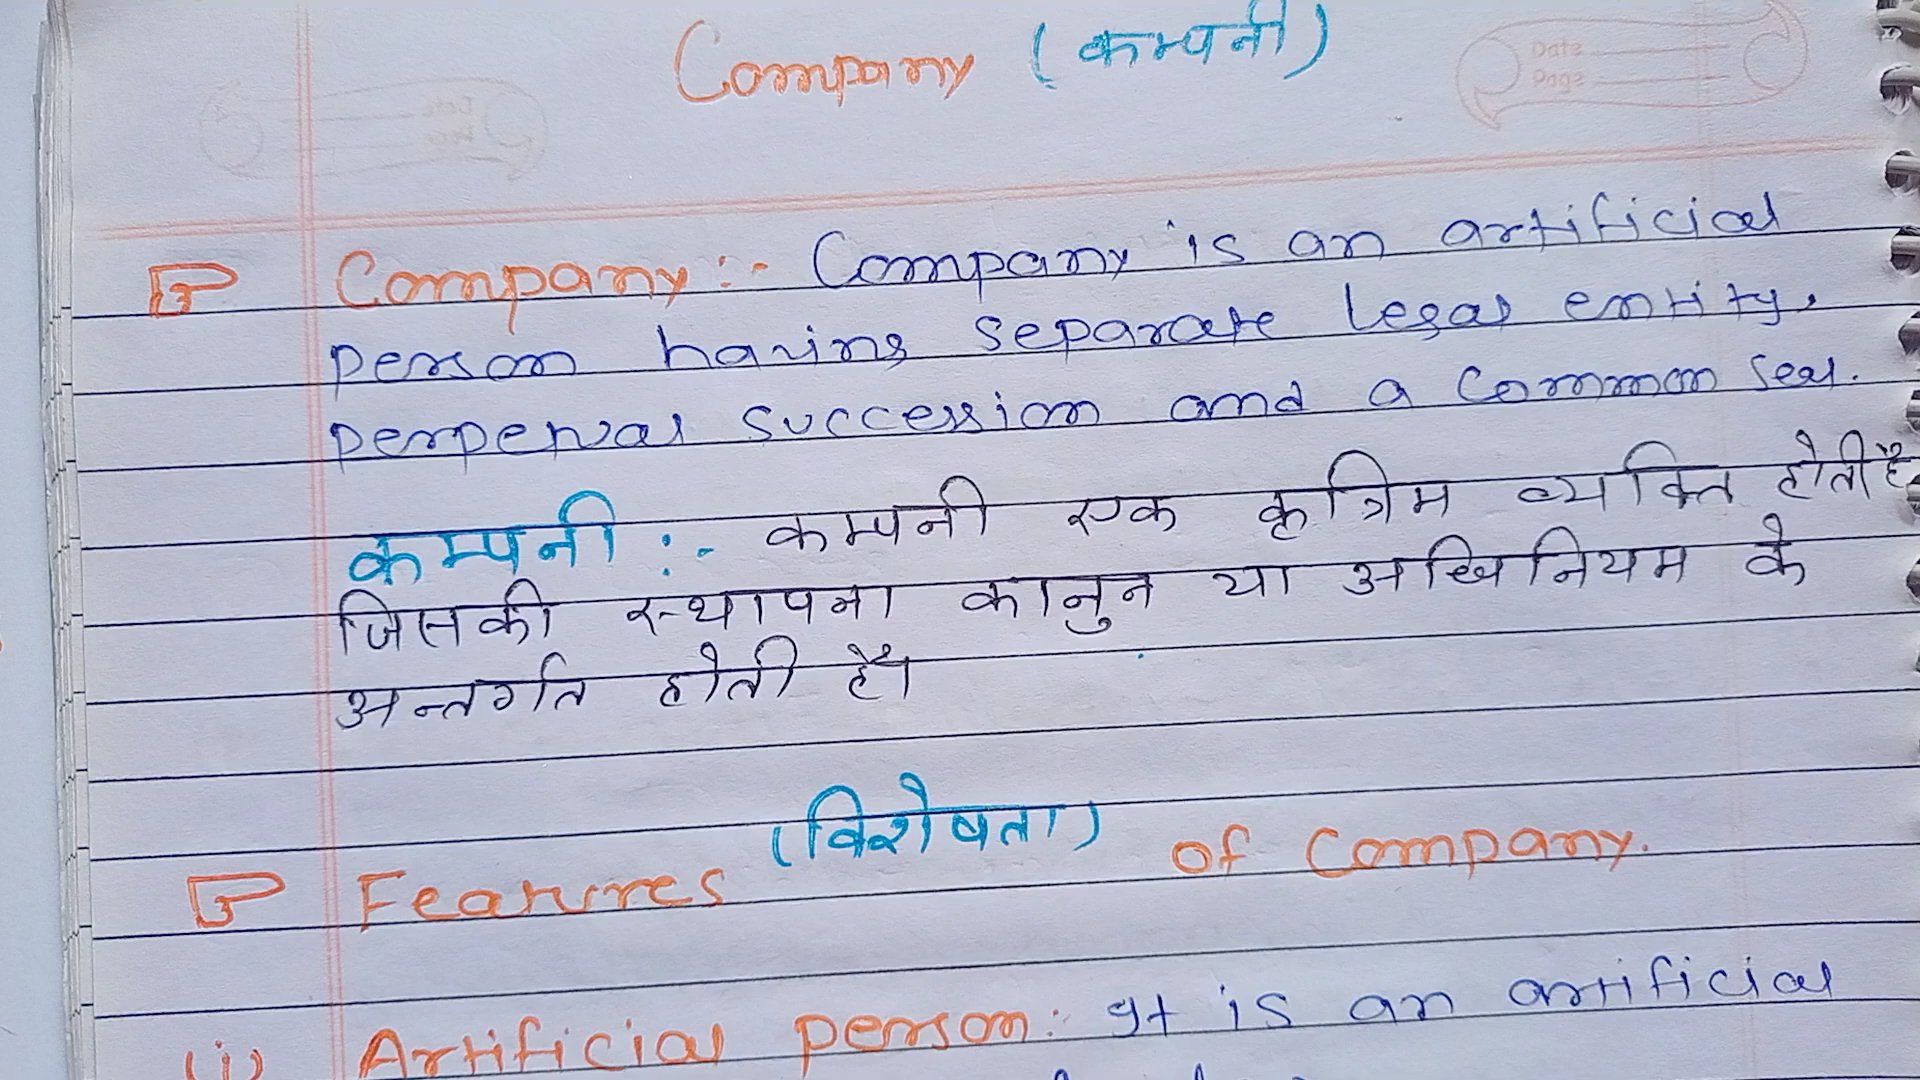 Company (कम्पनी)
Date
Page
Company :- Company is an artificial
person having separate legal entity,
perpetual succession and a common seal.
कम्पनी :- कम्पनी एक कृत्रिम व्यक्ति होती है
जिसकी स्थापना कानुन या अधिनियम के
अन्तर्गत होती है।
Features (विशेषता) of Company.
(i) Artificial person: It is an artificial